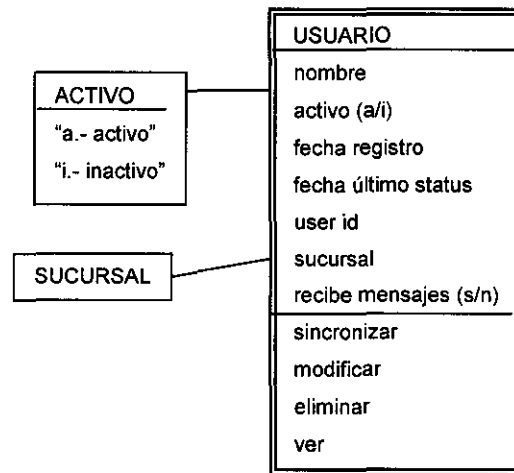 ACTIVO
“a.- activo”
“i.- inactivo”
SUCURSAL
USUARIO
nombre
activo (a/i)
fecha registro
fecha último status
user id
sucursal
recibe mensajes (s/n)
sincronizar
modificar
eliminar
ver